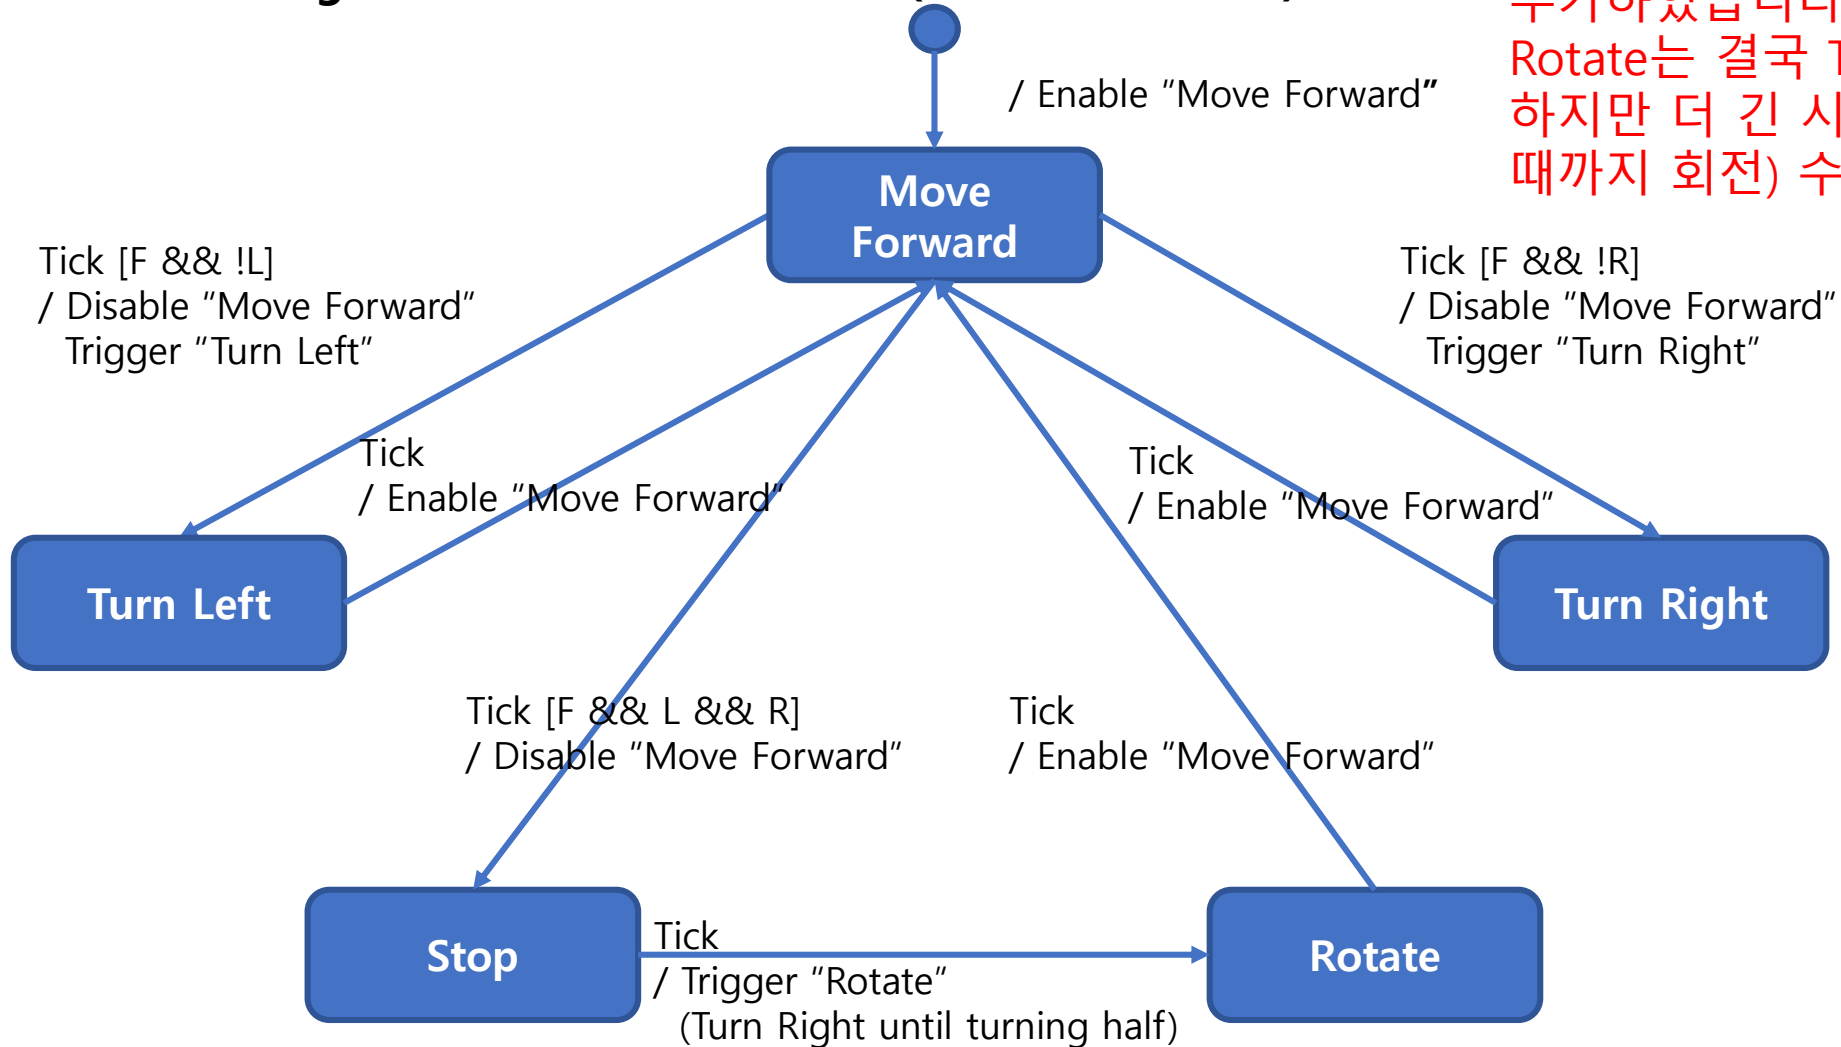 / Enable “Move Forward”
Rotate는 결국
하지만 더 긴
때까지 회전)
Move
Forward
Tick [F && !L]
/ Disable “Move Forward”
Trigger “Turn Left”
Tick [F && !R]
/ Disable “Move Forward”
Trigger “Turn Right”
Tick
/ Enable “Move Forward”
Tick
/ Enable “Move Forward”
Turn Left
Turn Right
Tick [F && L && R]
/ Disable “Move Forward”
Tick
/ Enable “Move Forward”
Stop
Tick
/ Trigger “Rotate”
(Turn Right until turning half)
Rotate